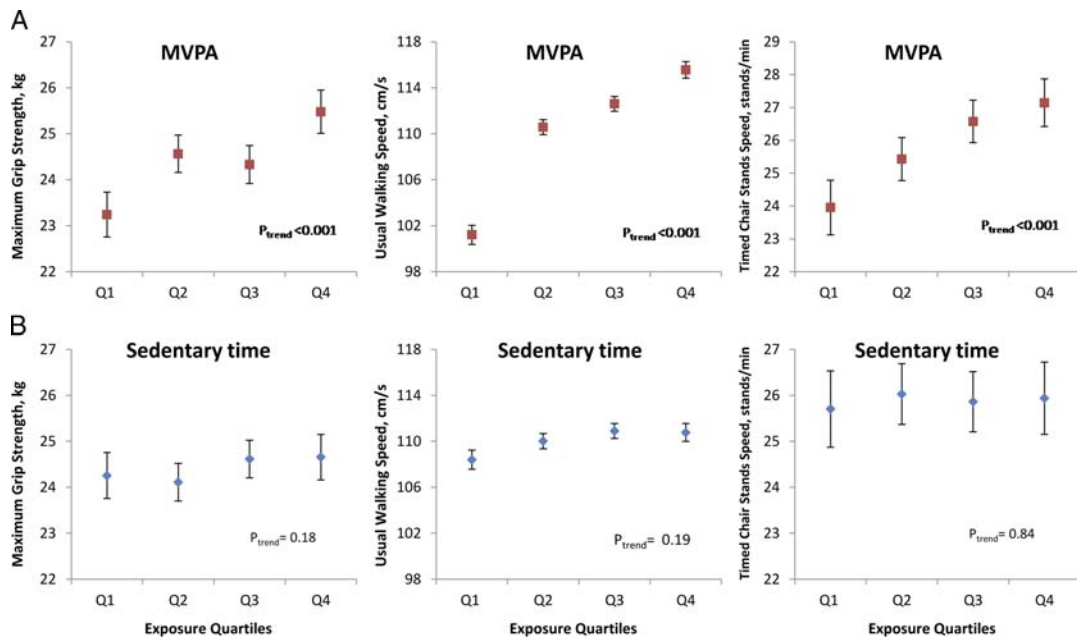 A
MVPA
Maximum Grip Strength, kg
27
26
25
24
23
22
P trend <0.001
Q1 Q2 Q3 Q4
MVPA
Usual Walking Speed, cm/s
118
114
110
106
102
98
P trend <0.001
Q1 Q2 Q3 Q4
MVPA
Timed Chair Stands Speed, stands/min
29
28
27
26
25
24
23
22
P trend <0.001
Q1 Q2 Q3 Q4
B
Sedentary time
Maximum Grip Strength, kg
27
26
25
24
23
22
P trend = 0.18
Q1 Q2 Q3 Q4
Exposure Quartiles
Sedentary time
Usual Walking Speed, cm/s
118
114
110
106
102
98
P trend = 0.19
Q1 Q2 Q3 Q4
Exposure Quartiles
Sedentary time
Timed Chair Stands Speed, stands/min
27
26
25
24
23
22
P trend = 0.84
Q1 Q2 Q3 Q4
Exposure Quartiles